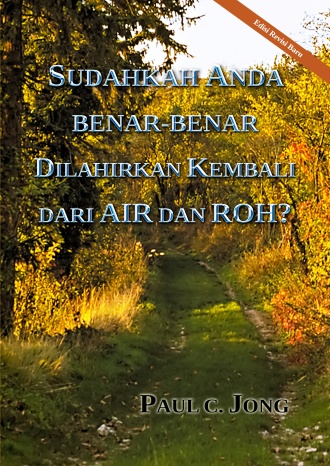 Edisi Revisi Baru
SUDAHKAH ANDA
BENAR-BENAR
DILAHIRKAN KEMBALI
DARI AIR DAN ROH?
PAUL C. JONG